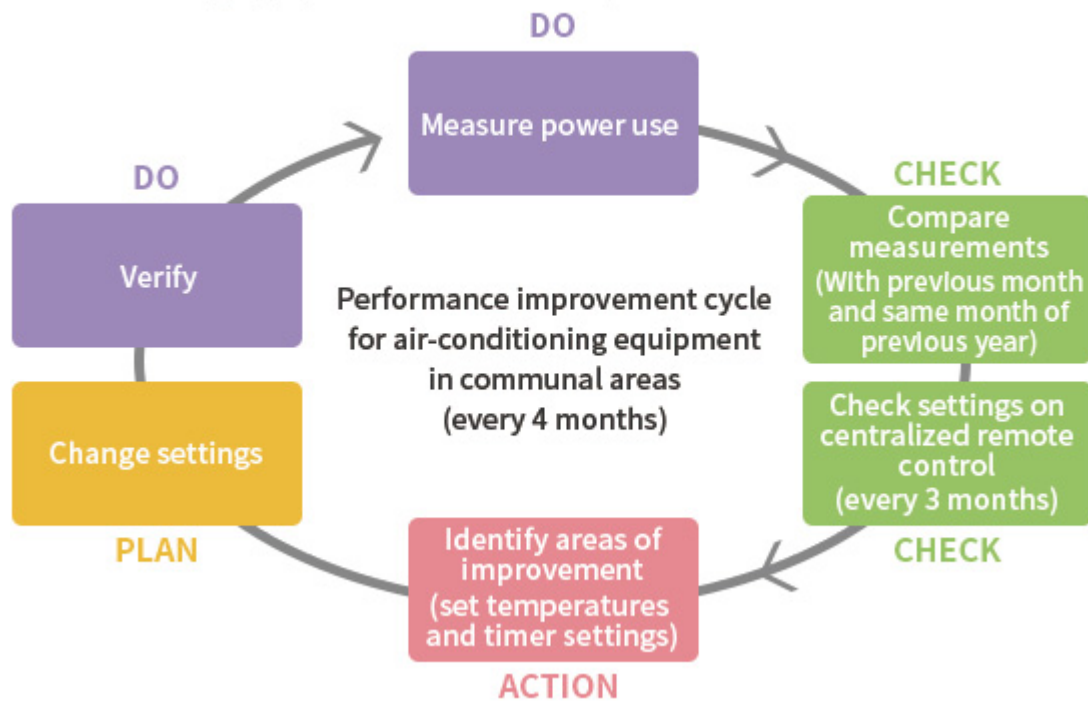 DO
Measure power use
CHECK
Compare
measurements
(With previous month
and same month of
previous year)
Check settings on
centralized remote
control
(every 3 months)
CHECK
Identify areas of
improvement
(set temperatures
and timer settings)
ACTION
Change settings
PLAN
DO
Verify
Performance improvement cycle
for air-conditioning equipment
in communal areas
(every 4 months)